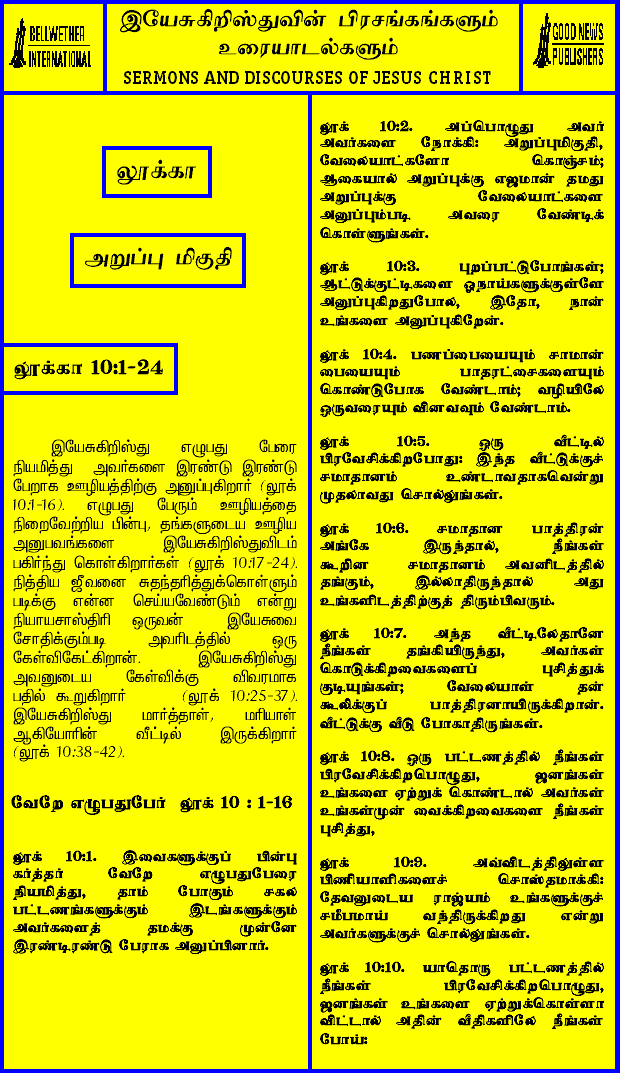 BELLWETHER
INTERNATIONAL
இயேசுகிறிஸ்துவின் பிரசங்கங்களும்
உரையாடல்களும்
SERMONS AND DISCOURSES OF JESUS CHRIST
GOOD NEWS
PUBLISHERS
லூக்கா
அறுப்பு மிகுதி
லூக்கா 10:1-24
இயேசுகிறிஸ்து எழுபது பேரை
நியமித்து அவர்களை இரண்டு இரண்டு
பேறாக ஊழியத்திற்கு அனுப்புகிறார் (லூக்
10:1-16). எழுபது பேரும் ஊழியத்தை
நிறைவேற்றிய பின்பு, தங்களுடைய ஊழிய
அனுபவங்களை இயேசுகிறிஸ்துவிடம்
பகிர்ந்து கொள்கிறார்கள் (லூக் 10:17-24).
நித்திய ஜீவனை சுதந்தரித்துக்கொள்ளும்
படிக்கு என்ன செய்யவேண்டும் என்று
நியாயசாஸ்திரி ஒருவன் இயேசுவை
சோதிக்கும்படி அவரிடத்தில் ஒரு
கேள்விகேட்கிறான். இயேசுகிறிஸ்து
அவனுடைய கேள்விக்கு விவரமாக
பதில் கூறுகிறார் (லூக் 10:25-37).
இயேசுகிறிஸ்து மார்த்தாள், மரியாள்
ஆகியோரின் வீட்டில் இருக்கிறார்
(லூக் 10:38-42).
வேறே எழுபதுபேர் லூக் 10 : 1-16
லூக் 10:1. இவைகளுக்குப் பின்பு
கர்த்தர் வேறே எழுபதுபேரை
நியமித்து, தாம் போகும் சகல
பட்டணங்களுக்கும் இடங்களுக்கும்
அவர்களைத் தமக்கு முன்னே
இரண்டிரண்டு பேராக அனுப்பினார்.
லூக் 10:2. அப்பொழுது அவர்
அவர்களை நோக்கி: அறுப்புமிகுதி,
வேலையாட்களோ கொஞ்சம்;
ஆகையால் அறுப்புக்கு எஜமான் தமது
அறுப்புக்கு வேலையாட்களை
அனுப்பும்படி அவரை வேண்டிக்
கொள்ளுங்கள்.
லூக் 10:3. புறப்பட்டுபோங்கள்;
ஆட்டுக்குட்டிகளை ஓநாய்களுக்குள்ளே
அனுப்புகிறதுபோல், இதோ, நான்
உங்களை அனுப்புகிறேன்.
லூக் 10:4. பணப்பையையும் சாமான்
பையையும் பாதரட்சைகளையும்
கொண்டுபோக வேண்டாம்; வழியிலே
ஒருவரையும் வினவவும் வேண்டாம்.
லூக் 10:5. ஒரு வீட்டில்
பிரவேசிக்கிறபோது: இந்த வீட்டுக்குச்
சமாதானம் உண்டாவதாகவென்று
முதலாவது சொல்லுங்கள்.
லூக் 10:6. சமாதான பாத்திரன்
அங்கே இருந்தால், நீங்கள்
கூறின சமாதானம் அவனிடத்தில்
தங்கும், இல்லாதிருந்தால் அது
உங்களிடத்திற்குத் திரும்பிவரும்.
லூக் 10:7. அந்த வீட்டிலேதானே
நீங்கள் தங்கியிருந்து, அவர்கள்
கொடுக்கிறவைகளைப் புசித்துக்
குடியுங்கள்; வேலையாள் தன்
கூலிக்குப் பாத்திரனாயிருக்கிறான்.
வீட்டுக்கு வீடு போகாதிருங்கள்.
லூக் 10:8. ஒரு பட்டணத்தில் நீங்கள்
பிரவேசிக்கிறபொழுது, ஜனங்கள்
உங்களை ஏற்றுக் கொண்டால் அவர்கள்
உங்கள்முன் வைக்கிறவைகளை நீங்கள்
புசித்து,
லூக் 10:9. அவ்விடத்திலுள்ள
பிணியாளிகளைச் சொஸ்தமாக்கி:
தேவனுடைய ராஜ்யம் உங்களுக்குச்
சமீபமாய் வந்திருக்கிறது என்று
அவர்களுக்குச் சொல்லுங்கள்.
லூக் 10:10. யாதொரு பட்டணத்தில்
நீங்கள் பிரவேசிக்கிறபொழுது,
ஜனங்கள் உங்களை ஏற்றுக்கொள்ளா
விட்டால் அதின் வீதிகளிலே நீங்கள்
போய்: